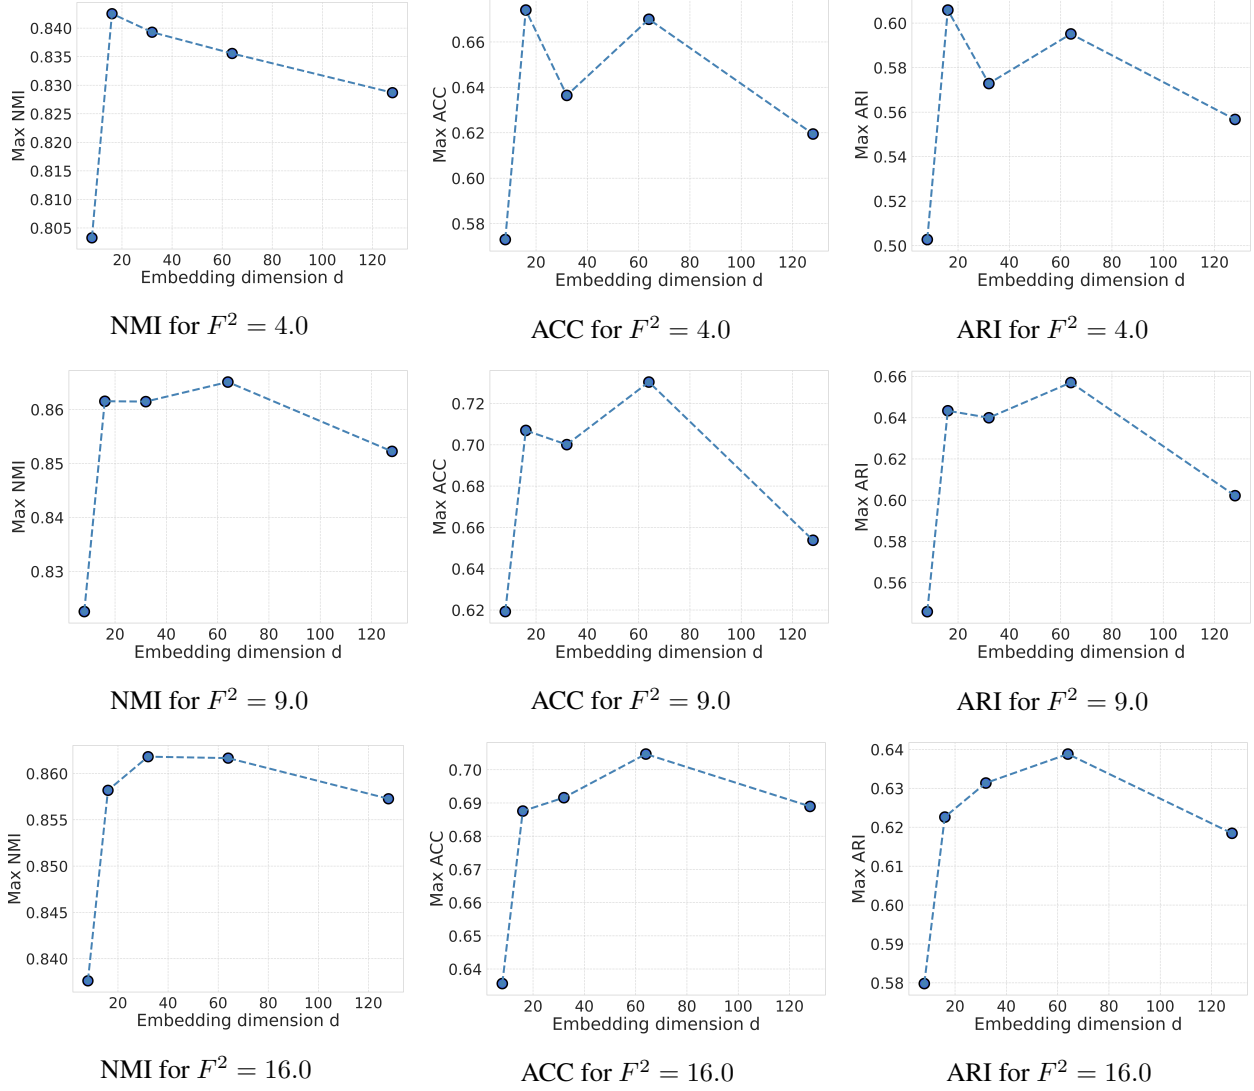 0.840
0.835
0.830
0.825
0.820
0.815
0.810
0.805
Max NMI
20 40 60 80 100 120
Embedding dimension d
NMI for F² = 4.0
0.66
0.64
0.62
0.60
0.58
Max ACC
20 40 60 80 100 120
Embedding dimension d
ACC for F² = 4.0
0.60
0.58
0.56
0.54
0.52
0.50
Max ARI
20 40 60 80 100 120
Embedding dimension d
ARI for F² = 4.0
0.86
0.85
0.84
0.83
Max NMI
20 40 60 80 100 120
Embedding dimension d
NMI for F² = 9.0
0.72
0.70
0.68
0.66
0.64
0.62
Max ACC
20 40 60 80 100 120
Embedding dimension d
ACC for F² = 9.0
0.66
0.64
0.62
0.60
0.58
0.56
Max ARI
20 40 60 80 100 120
Embedding dimension d
ARI for F² = 9.0
0.860
0.855
0.850
0.845
0.840
Max NMI
20 40 60 80 100 120
Embedding dimension d
NMI for F² = 16.0
0.70
0.69
0.68
0.67
0.66
0.65
0.64
Max ACC
20 40 60 80 100 120
Embedding dimension d
ACC for F² = 16.0
0.64
0.63
0.62
0.61
0.60
0.59
0.58
Max ARI
20 40 60 80 100 120
Embedding dimension d
ARI for F² = 16.0